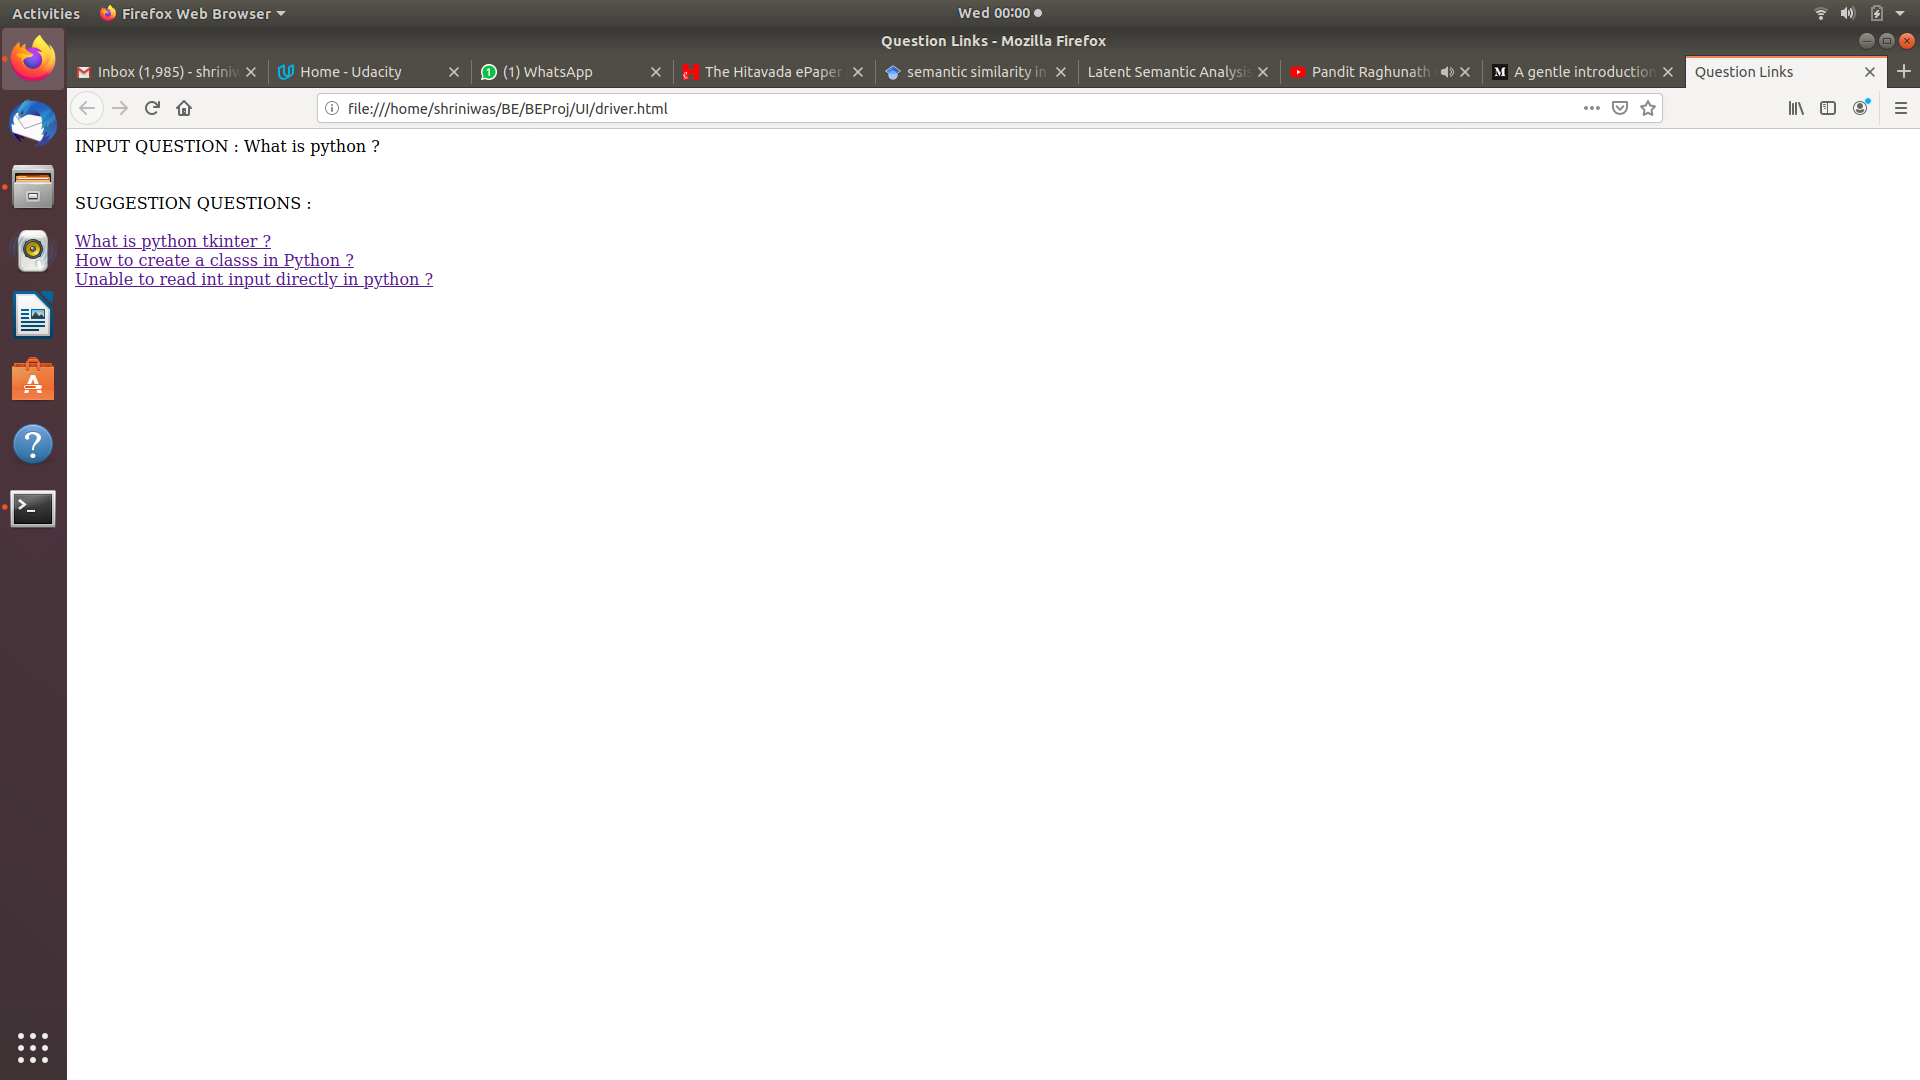 Activities
Firefox Web Browser
Wed 00:00
Question Links - Mozilla Firefox
Inbox (1,985) - shriniw
Home - Udacity
(1) WhatsApp
The Hitavada ePaper
semantic similarity in
Latent Semantic Analysis
Pandit Raghunath
M A gentle introduction
Question Links
file:///home/shriniwas/BE/BEProj/UI/driver.html
INPUT QUESTION : What is python ?
SUGGESTION QUESTIONS :
What is python tkinter ?
How to create a classs in Python ?
Unable to read int input directly in python ?